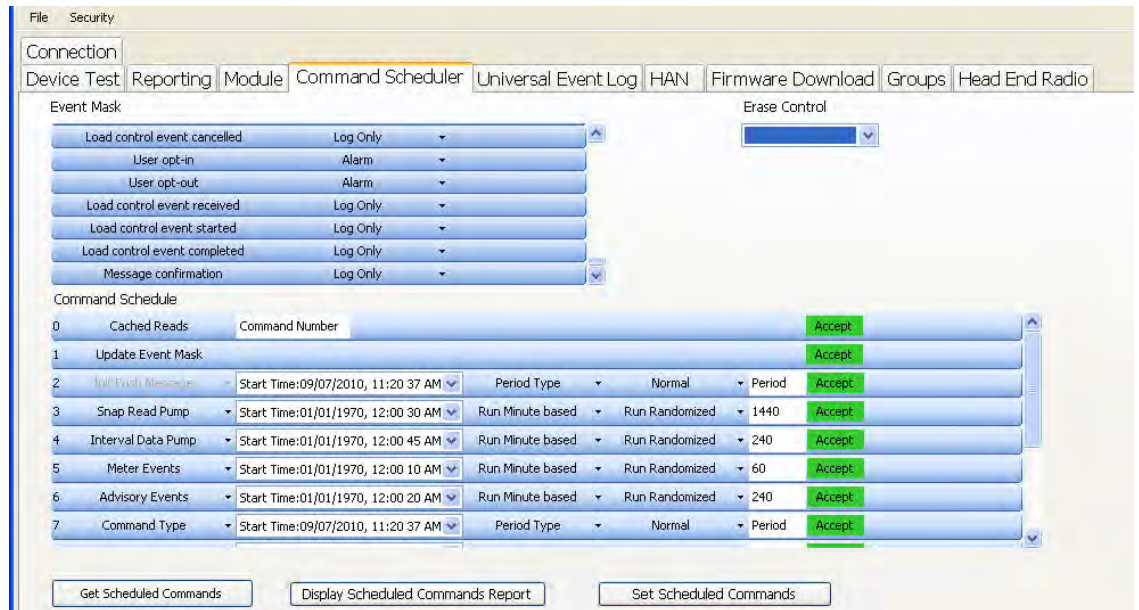 File Security
Connection
Device Test Reporting Module Command Scheduler Universal Event Log HAN Firmware Download Groups Head End Radio
Event Mask Erase Control
Load control event cancelled Log Only
User opt-in Alarm
User opt-out Alarm
Load control event received Log Only
Load control event started Log Only
Load control event completed Log Only
Message confirmation Log Only
Command Schedule
0 Cached Reads Command Number Accept
1 Update Event Mask Accept
2 Init Push Message Start Time:09/07/2010, 11:20 37 AM Period Type Normal Period Accept
3 Snap Read Pump Start Time:01/01/1970, 12:00 30 AM Run Minute based Run Randomized 1440 Accept
4 Interval Data Pump Start Time:01/01/1970, 12:00 45 AM Run Minute based Run Randomized 240 Accept
5 Meter Events Start Time:01/01/1970, 12:00 10 AM Run Minute based Run Randomized 60 Accept
6 Advisory Events Start Time:01/01/1970, 12:00 20 AM Run Minute based Run Randomized 240 Accept
7 Command Type Start Time:09/07/2010, 11:20 37 AM Period Type Normal Period Accept
Get Scheduled Commands Display Scheduled Commands Report Set Scheduled Commands